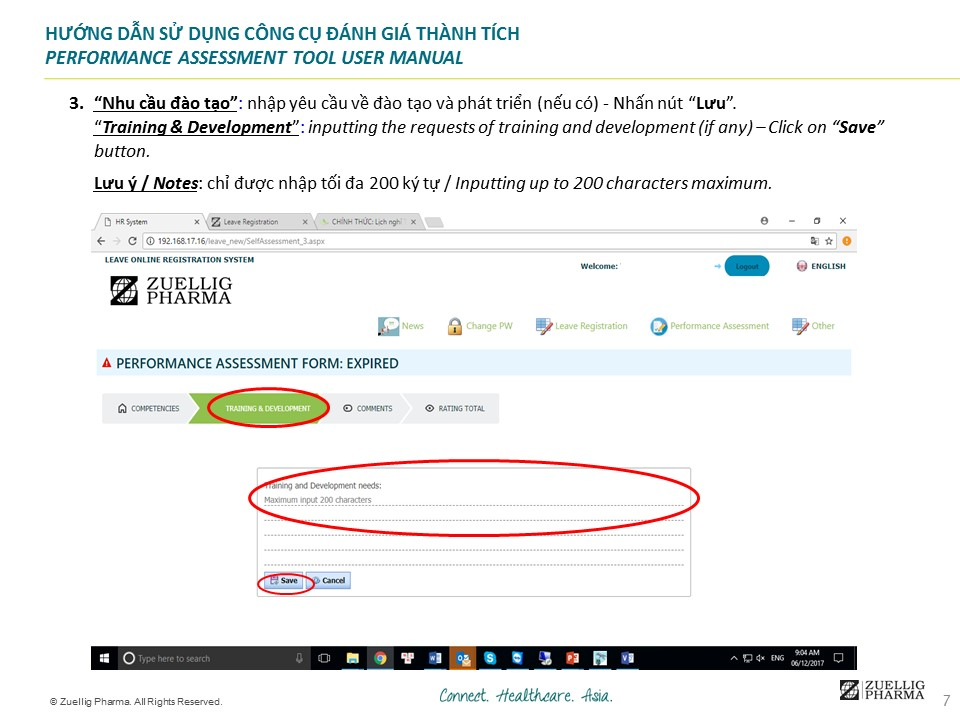 HƯỚNG DẪN SỬ DỤNG CÔNG CỤ ĐÁNH GIÁ THÀNH TÍCH
PERFORMANCE ASSESSMENT TOOL USER MANUAL
3. “Nhu cầu đào tạo”: nhập yêu cầu về đào tạo và phát triển (nếu có) - Nhấn nút “Lưu”.
“Training & Development”: inputting the requests of training and development (if any) – Click on “Save”
button.
Lưu ý / Notes: chỉ được nhập tối đa 200 ký tự / Inputting up to 200 characters maximum.
HR System
Leave Registration
CHÍNH THỨC: Lịch nghỉ
192.168.17.16/leave_new/SelfAssessment_3.aspx
LEAVE ONLINE REGISTRATION SYSTEM
Welcome:
Logout
ENGLISH
ZUELLIG
PHARMA
News
Change PW
Leave Registration
Performance Assessment
Other
PERFORMANCE ASSESSMENT FORM: EXPIRED
COMPETENCIES
TRAINING & DEVELOPMENT
COMMENTS
RATING TOTAL
Training and Development needs:
Maximum input 200 characters
Save
Cancel
Type here to search
ENG
9:04 AM
06/12/2017
© Zuellig Pharma. All Rights Reserved.
Connect. Healthcare. Asia.
ZUELLIG
PHARMA
7